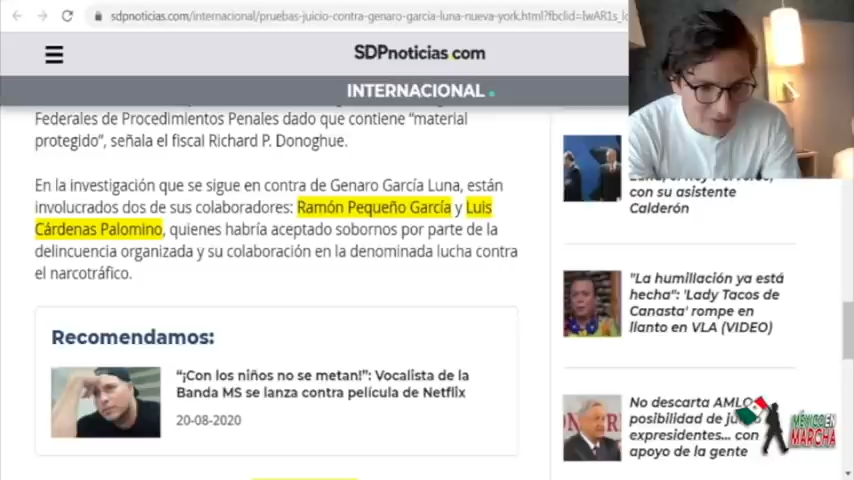 sdpnoticias.com/internacional/pruebas-juicio-contra-genaro-garcia-luna-nueva-york.html?fbclid=IwAR1s_
SDPnoticias.com
INTERNACIONAL.
Federales de Procedimientos Penales dado que contiene “material
protegido”, señala el fiscal Richard P. Donoghue.
En la investigación que se sigue en contra de Genaro García Luna, están
involucrados dos de sus colaboradores: Ramón Pequeño García y Luis
Cárdenas Palomino, quienes habría aceptado sobornos por parte de la
delincuencia organizada y su colaboración en la denominada lucha contra
el narcotráfico.
Recomendamos:
“¡Con los niños no se metan!”: Vocalista de la
Banda MS se lanza contra película de Netflix
20-08-2020
con su asistente
Calderón
"La humillación ya está
hecha": 'Lady Tacos de
Canasta' rompe en
llanto en VLA (VIDEO)
No descarta AMLO
posibilidad de
expresidentes... con
apoyo de la gente
MÉXICO EN
MARCHA